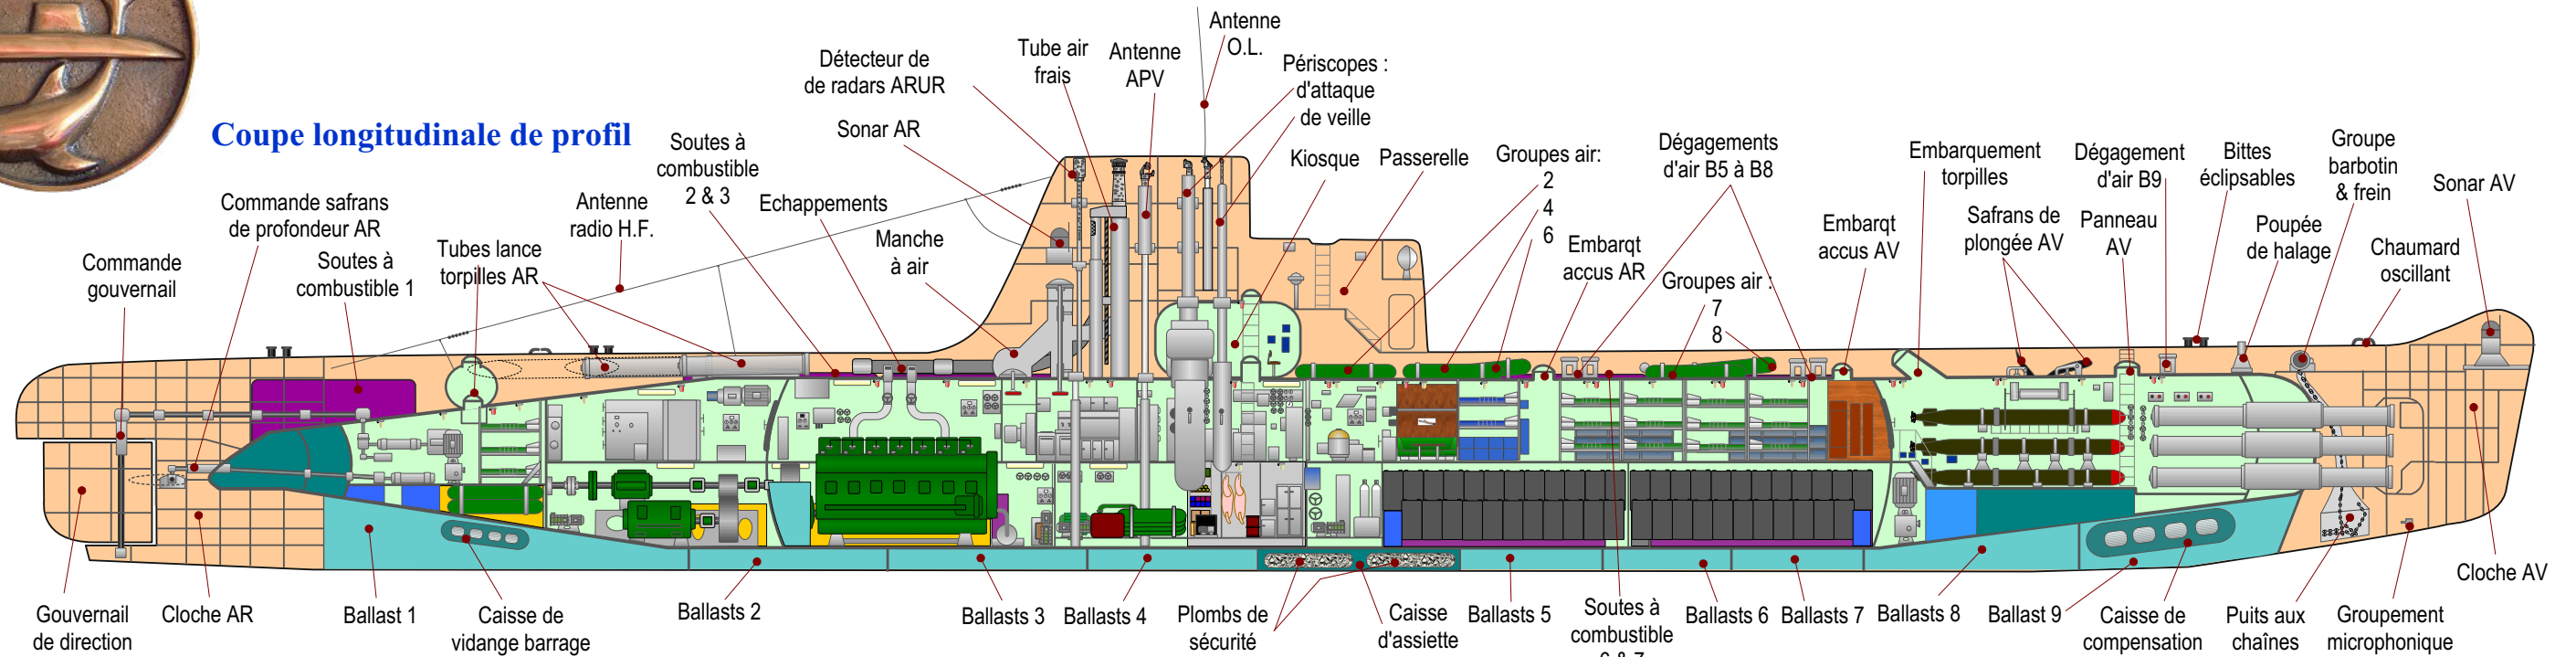 Coupe longitudinale de profil
Commande
gouvernail
Commande safrans
de profondeur AR
Soutes à
combustible 1
Tubes lance
torpilles AR
Antenne
radio H.F.
Soutes à
combustible
2 & 3
Echappements
Détecteur de
de radars ARUR
Sonar AR
Manche
à air
Tube air
frais
Antenne
APV
Antenne
O.L.
Périscopes :
d'attaque
de veille
Kiosque
Passerelle
Groupes air:
2
4
6
Embarqt
accus AR
Dégagements
d'air B5 à B8
Groupes air :
7
8
Embarqt
accus AV
Embarquement
torpilles
Safrans de
plongée AV
Dégagement
d'air B9
Panneau
AV
Bittes
éclipsables
Poupée
de halage
Groupe
barbotin
& frein
Chaumard
oscillant
Sonar AV
Gouvernail
de direction
Cloche AR
Ballast 1
Caisse de
vidange barrage
Ballasts 2
Ballasts 3
Ballasts 4
Plombs de
sécurité
Caisse
d'assiette
Ballasts 5
Soutes à
combustible
6 & 7
Ballasts 6
Ballasts 7
Ballasts 8
Ballast 9
Caisse de
compensation
Puits aux
chaînes
Groupement
microphonique
Cloche AV